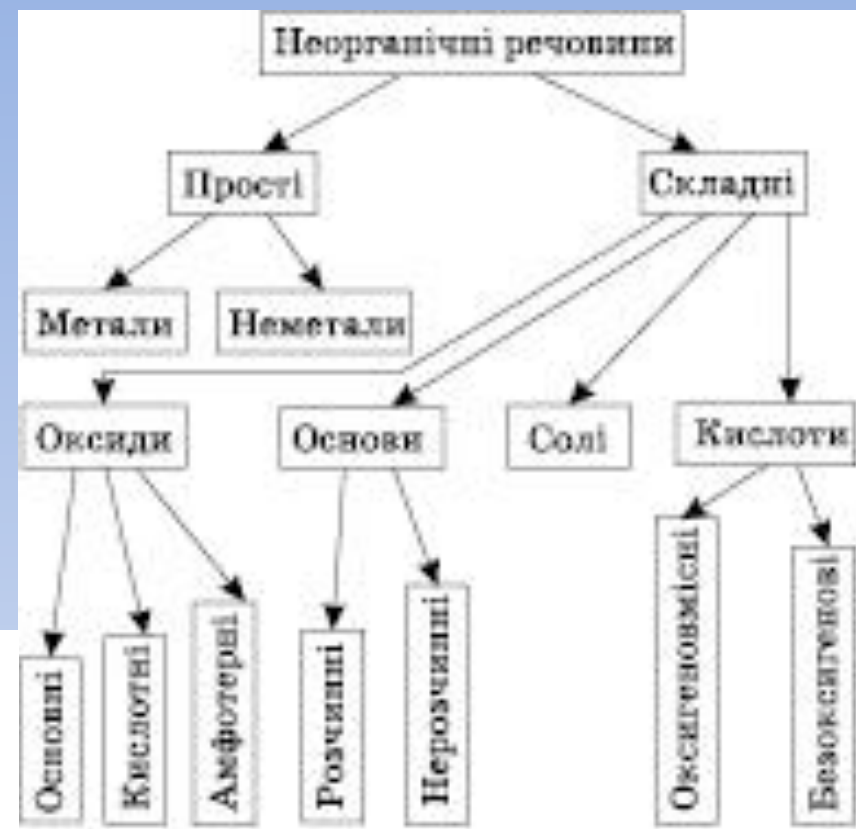 Неорганічні речовини
Прості
Складні
Метали
Неметали
Оксиди
Основи
Солі
Кислоти
Основні
Кислотні
Амфотерні
Розчинні
Нерозчинні
Оксигеновмісні
Безоксигенові